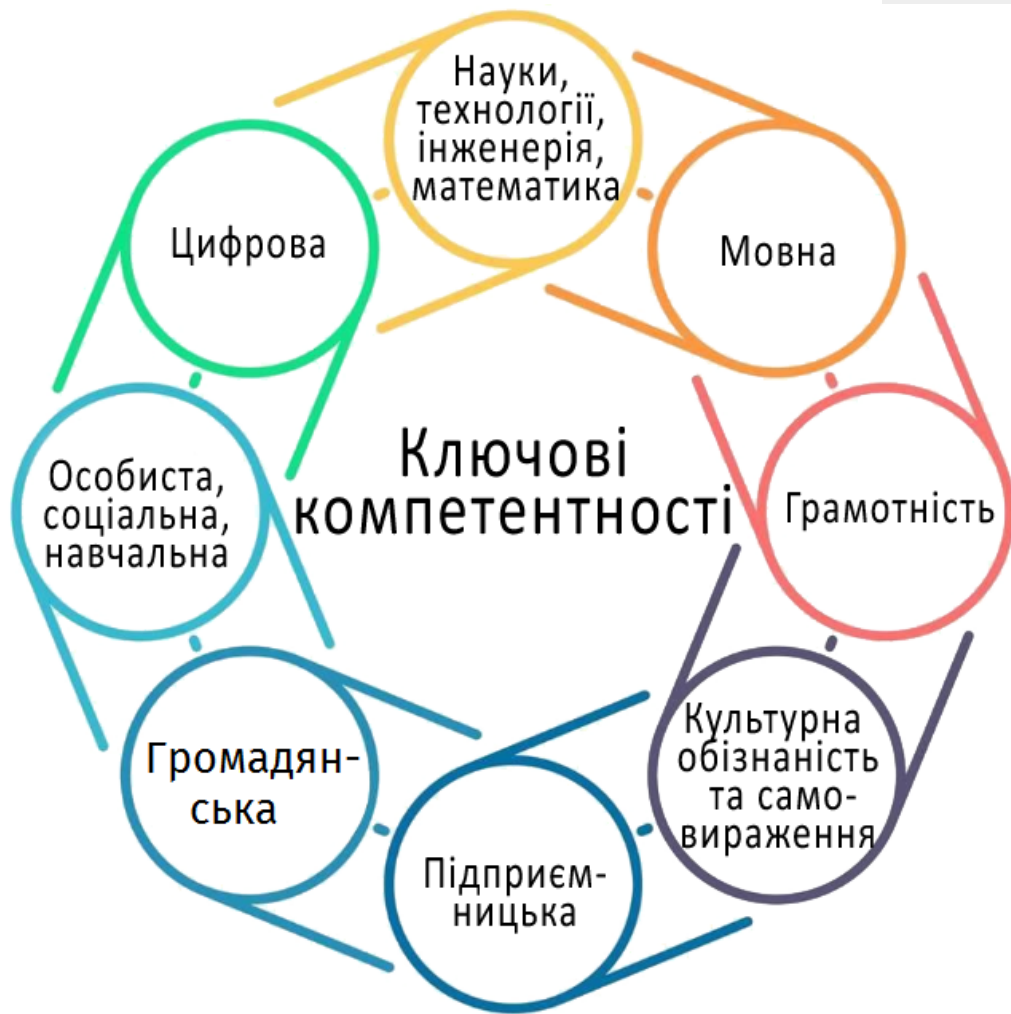 Науки,
технології,
інженерія,
математика
Мовна
Грамотність
Культурна
обізнаність
та само-
вираження
Підприєм-
ницька
Громадян-
ська
Особиста,
соціальна,
навчальна
Цифрова
Ключові
компетентності